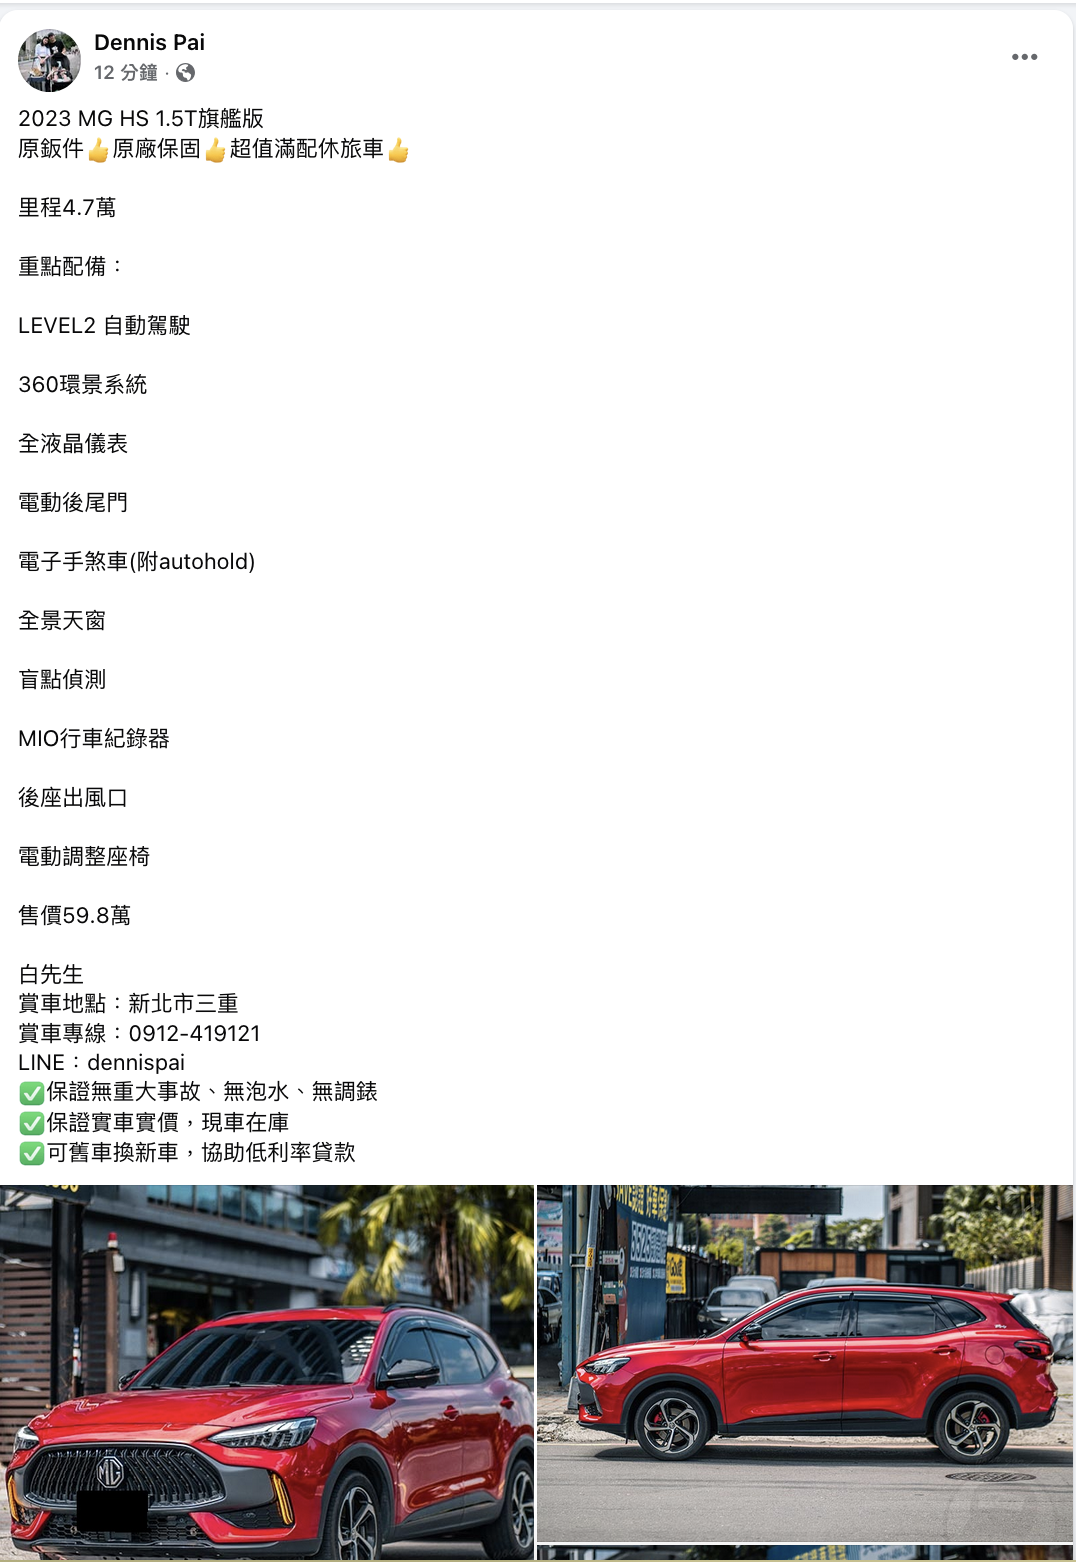 Dennis Pai
12 分鐘 ·
2023 MG HS 1.5T旗艦版
原鈑件👍原廠保固👍超值滿配休旅車👍
里程4.7萬
重點配備：
LEVEL2 自動駕駛
360環景系統
全液晶儀表
電動後尾門
電子手煞車(附autohold)
全景天窗
盲點偵測
MIO行車紀錄器
後座出風口
電動調整座椅
售價59.8萬
白先生
賞車地點：新北市三重
賞車專線：0912-419121
LINE：dennispai
✅保證無重大事故、無泡水、無調錶
✅保證實車實價，現車在庫
✅可舊車換新車，協助低利率貸款
MG